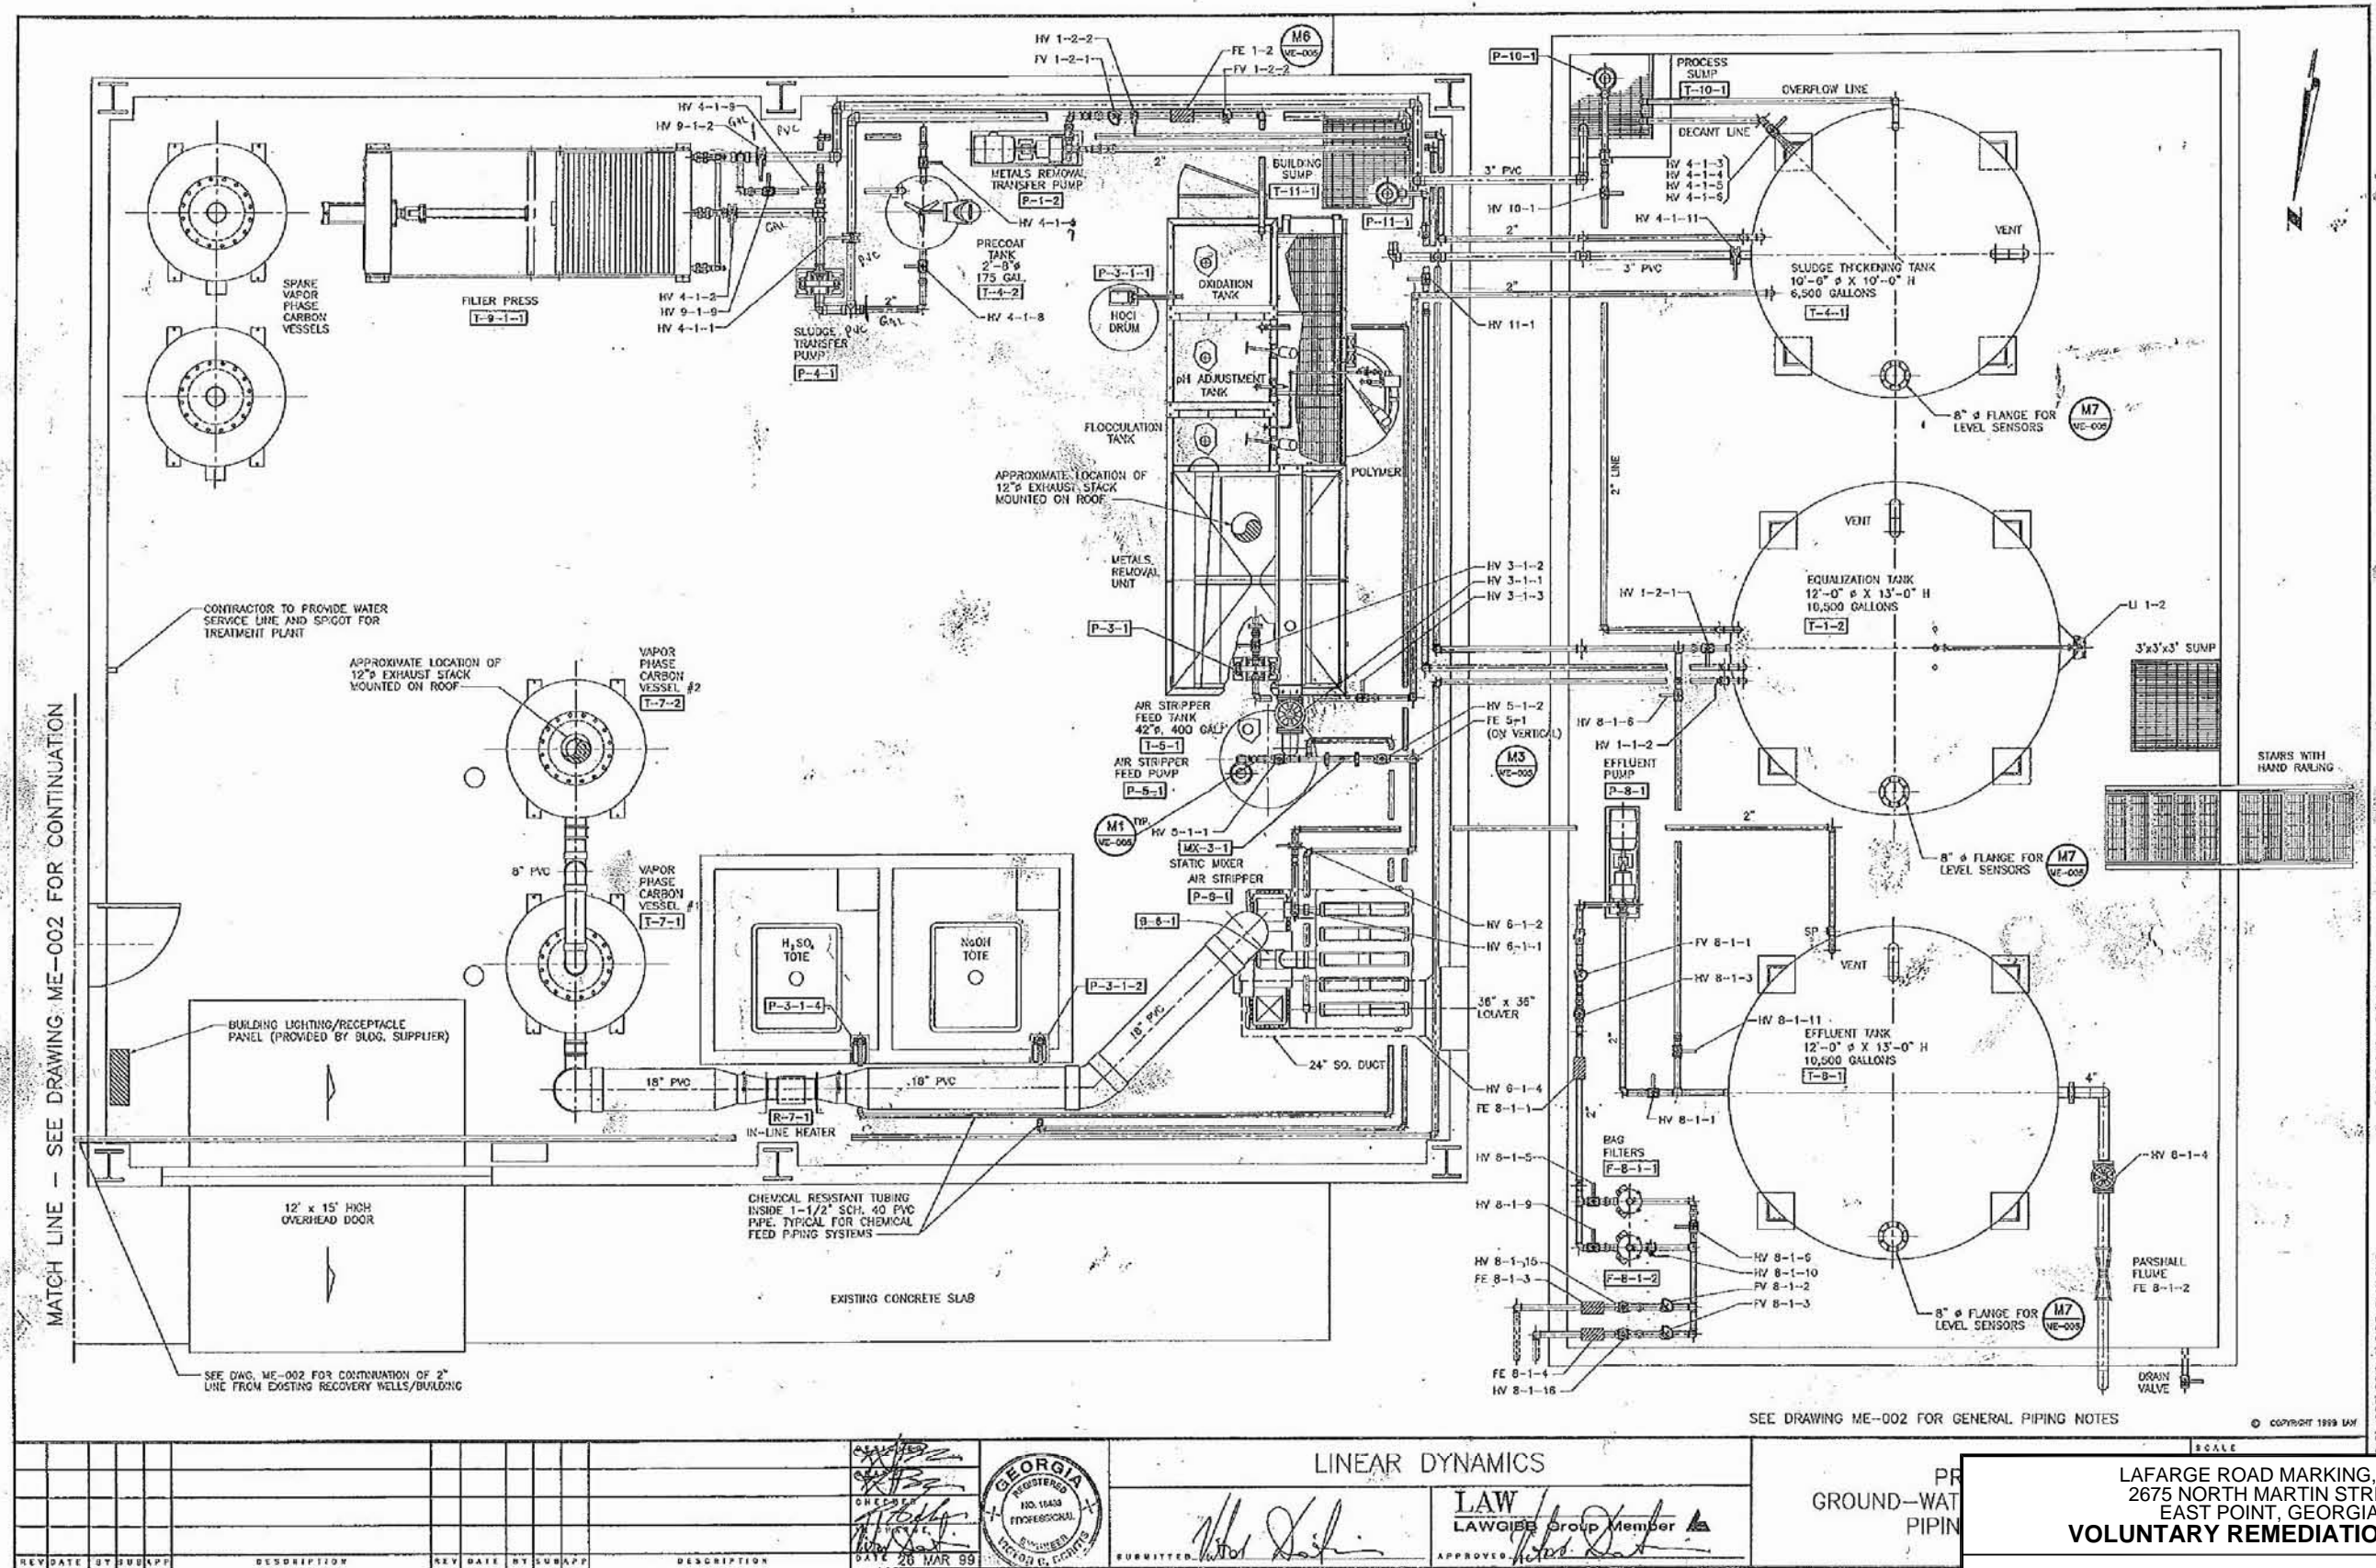 HV 1-2-2
FV 1-2-1
FE 1-2
FV 1-2-2
M6
ME-005
HV 4-1-9
HV 9-1-2
GAL
PVC
METALS REMOVAL
TRANSFER PUMP
P-1-2
2"
BUILDING
SUMP
T-11-1
P-11-1
P-10-1
PROCESS
SUMP
T-10-1
OVERFLOW LINE
DECANT LINE
HV 4-1-3
HV 4-1-4
HV 4-1-5
HV 4-1-6
3" PVC
HV 10-1
HV 4-1-11
2"
3" PVC
2"
VENT
SLUDGE THICKENING TANK
10'-6" ø X 10'-0" H
6,500 GALLONS
T-4-1
N
SPARE
VAPOR
PHASE
CARBON
VESSELS
FILTER PRESS
T-9-1-1
HV 4-1-2
HV 9-1-9
HV 4-1-1
GAL
PVC
SLUDGE
TRANSFER
PUMP
P-4-1
PVC
2"
GAL
PRECOAT
TANK
2'-8"ø
175 GAL.
T-4-2
HV 4-1-8
P-3-1-1
HOCl
DRUM
OXIDATION
TANK
pH ADJUSTMENT
TANK
FLOCCULATION
TANK
POLYMER
HV 11-1
8" ø FLANGE FOR
LEVEL SENSORS
M7
ME-005
2" LINE
APPROXIMATE LOCATION OF
12"ø EXHAUST STACK
MOUNTED ON ROOF
METALS
REMOVAL
UNIT
P-3-1
HV 3-1-2
HV 3-1-1
HV 3-1-3
VENT
EQUALIZATION TANK
12'-0" ø X 13'-0" H
10,500 GALLONS
T-1-2
HV 1-2-1
LI 1-2
3'x3'x3' SUMP
STAIRS WITH
HAND RAILING
CONTRACTOR TO PROVIDE WATER
SERVICE LINE AND SPIGOT FOR
TREATMENT PLANT
APPROXIMATE LOCATION OF
12"ø EXHAUST STACK
MOUNTED ON ROOF
VAPOR
PHASE
CARBON
VESSEL #2
T-7-2
AIR STRIPPER
FEED TANK
42"ø, 400 GAL.
T-5-1
AIR STRIPPER
FEED PUMP
P-5-1
HV 5-1-2
FE 5-1
(ON VERTICAL)
M3
ME-005
HV 8-1-6
HV 1-1-2
EFFLUENT
PUMP
P-8-1
M1
ME-005
TYP.
HV 5-1-1
MX-3-1
STATIC MIXER
AIR STRIPPER
P-6-1
B-6-1
2"
8" ø FLANGE FOR
LEVEL SENSORS
M7
ME-005
8" PVC
VAPOR
PHASE
CARBON
VESSEL #1
T-7-1
H₂SO₄
TOTE
NaOH
TOTE
P-3-1-4
P-3-1-2
18" PVC
HV 6-1-2
HV 6-1-1
36" x 36"
LOUVER
24" SQ. DUCT
HV 6-1-4
FE 8-1-1
FV 8-1-1
HV 8-1-3
SP
VENT
HV 8-1-11
EFFLUENT TANK
12'-0" ø X 13'-0" H
10,500 GALLONS
T-8-1
2"
2"
HV 8-1-1
4"
HV 8-1-4
MATCH LINE - SEE DRAWING ME-002 FOR CONTINUATION
BUILDING LIGHTING/RECEPTACLE
PANEL (PROVIDED BY BLDG. SUPPLIER)
18" PVC
R-7-1
IN-LINE HEATER
18" PVC
12' x 15' HIGH
OVERHEAD DOOR
CHEMICAL RESISTANT TUBING
INSIDE 1-1/2" SCH. 40 PVC
PIPE. TYPICAL FOR CHEMICAL
FEED PIPING SYSTEMS
BAG
FILTERS
F-8-1-1
HV 8-1-5
HV 8-1-9
HV 8-1-15
FE 8-1-3
F-8-1-2
HV 8-1-6
HV 8-1-10
FV 8-1-2
FV 8-1-3
FE 8-1-4
HV 8-1-16
8" ø FLANGE FOR
LEVEL SENSORS
M7
ME-005
PARSHALL
FLUME
FE 8-1-2
DRAIN
VALVE
EXISTING CONCRETE SLAB
SEE DWG. ME-002 FOR CONTINUATION OF 2"
LINE FROM EXISTING RECOVERY WELLS/BUILDING
SEE DRAWING ME-002 FOR GENERAL PIPING NOTES
© COPYRIGHT 1999 LAW
REV DATE BY SUB APP DESCRIPTION REV DATE BY SUB APP DESCRIPTION
CHECKED
DATE 26 MAR 99
GEORGIA
REGISTERED
PROFESSIONAL
ENGINEER
LINEAR DYNAMICS
SUBMITTED
LAW
LAWGIBB Group Member
APPROVED
SCALE
PR
GROUND-WAT
PIPIN
LAFARGE ROAD MARKING,
2675 NORTH MARTIN STR
EAST POINT, GEORGIA
VOLUNTARY REMEDIATIO